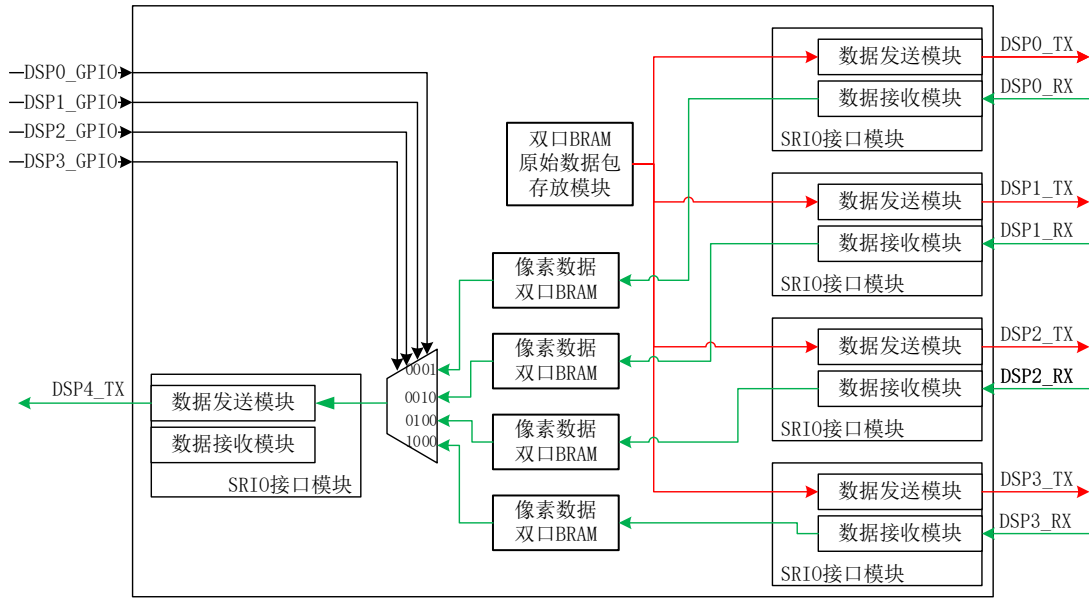 DSP0_GPIO
DSP1_GPIO
DSP2_GPIO
DSP3_GPIO
双口BRAM
原始数据包
存放模块
数据发送模块
数据接收模块
SRIO接口模块
DSP0_TX
DSP0_RX
数据发送模块
数据接收模块
SRIO接口模块
DSP1_TX
DSP1_RX
像素数据
双口BRAM
像素数据
双口BRAM
像素数据
双口BRAM
像素数据
双口BRAM
数据发送模块
数据接收模块
SRIO接口模块
DSP2_TX
DSP2_RX
数据发送模块
数据接收模块
SRIO接口模块
DSP3_TX
DSP3_RX
0001
0010
0100
1000
DSP4_TX
数据发送模块
数据接收模块
SRIO接口模块